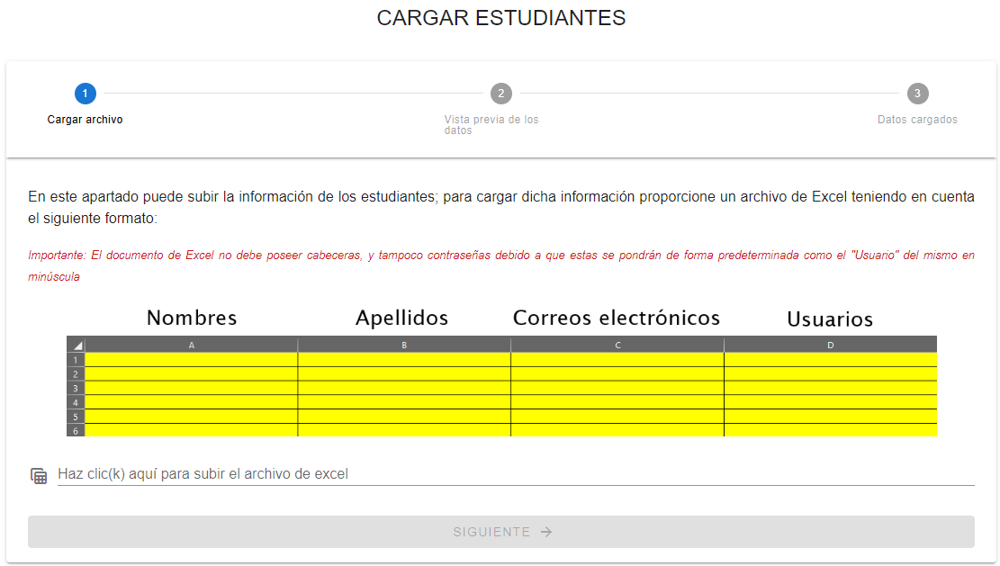 CARGAR ESTUDIANTES
1
2
3
Cargar archivo
Vista previa de los
datos
Datos cargados
En este apartado puede subir la información de los estudiantes; para cargar dicha información proporcione un archivo de Excel teniendo en cuenta
el siguiente formato:
Importante: El documento de Excel no debe poseer cabeceras, y tampoco contraseñas debido a que estas se pondrán de forma predeterminada como el "Usuario" del mismo en
minúscula
Nombres Apellidos Correos electrónicos Usuarios
A B C D
1
2
3
4
5
6
Haz clic(k) aquí para subir el archivo de excel
SIGUIENTE →